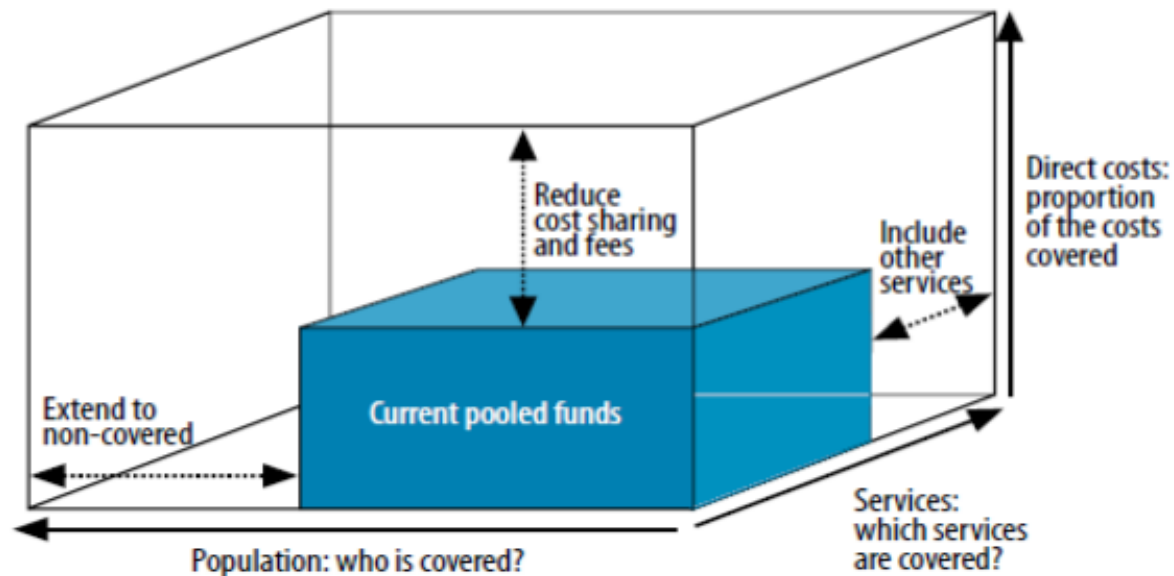 Reduce
cost sharing
and fees
Direct costs:
proportion
of the costs
covered
Include
other
services
Extend to
non-covered
Current pooled funds
Services:
which services
are covered?
Population: who is covered?